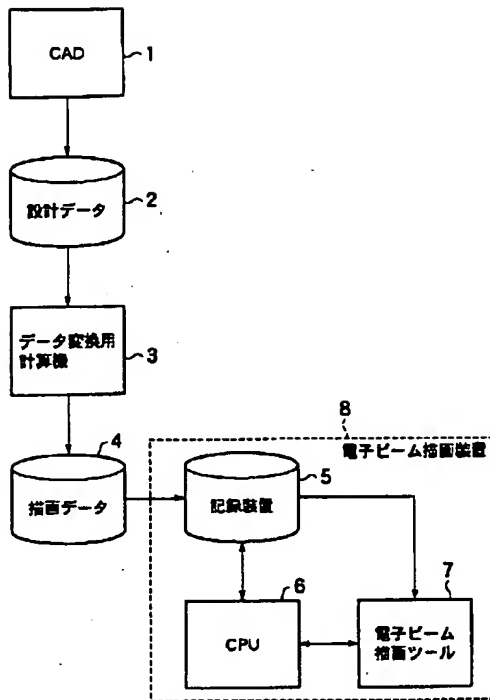 CAD
1
設計データ
2
データ変換用
計算機
3
4
描画データ
8
電子ビーム描画装置
記録装置
5
6
CPU
7
電子ビーム
描画ツール